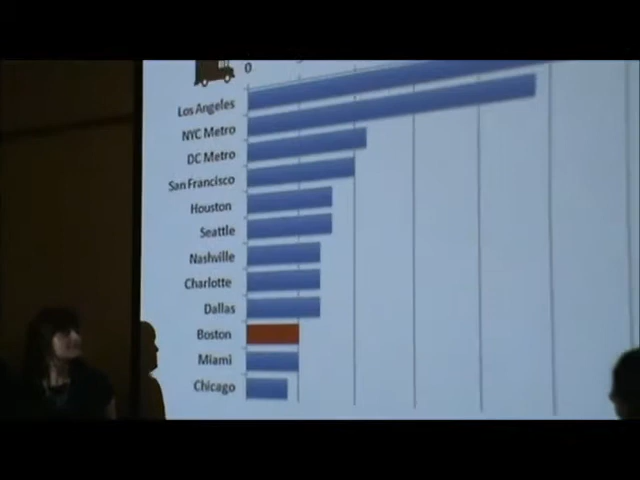 0
Los Angeles
NYC Metro
DC Metro
San Francisco
Houston
Seattle
Nashville
Charlotte
Dallas
Boston
Miami
Chicago